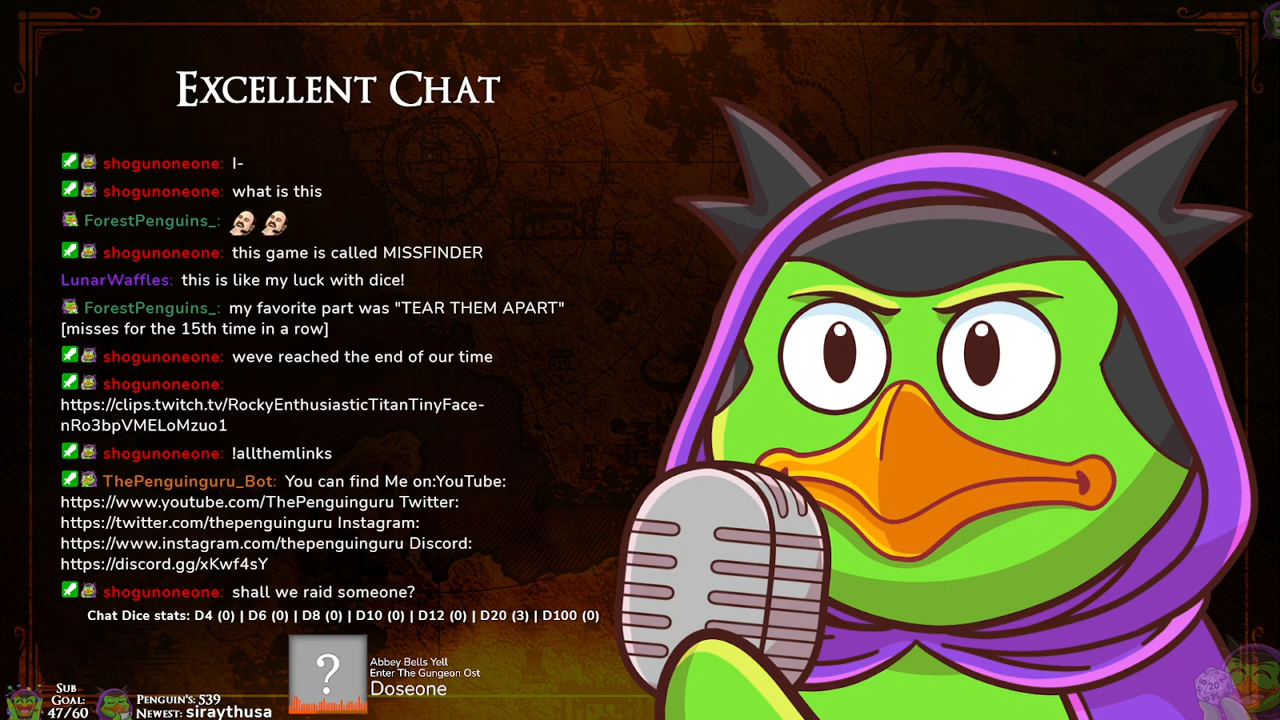 Excellent Chat
shogunoneone: I-
shogunoneone: what is this
ForestPenguins_:
shogunoneone: this game is called MISSFINDER
LunarWaffles: this is like my luck with dice!
ForestPenguins_: my favorite part was "TEAR THEM APART"
[misses for the 15th time in a row]
shogunoneone: weve reached the end of our time
shogunoneone:
https://clips.twitch.tv/RockyEnthusiasticTitanTinyFace-
nRo3bpVMELoMzuo1
shogunoneone: !allthemlinks
ThePenguinguru_Bot: You can find Me on:YouTube:
https://www.youtube.com/ThePenguinguru Twitter:
https://twitter.com/thepenguinguru Instagram:
https://www.instagram.com/thepenguinguru Discord:
https://discord.gg/xKwf4sY
shogunoneone: shall we raid someone?
Chat Dice stats: D4 (0) | D6 (0) | D8 (0) | D10 (0) | D12 (0) | D20 (3) | D100 (0)
?
Abbey Bells Yell
Enter The Gungeon Ost
Doseone
Sub
Goal:
47/60
Penguin's: 539
Newest: siraythusa
20